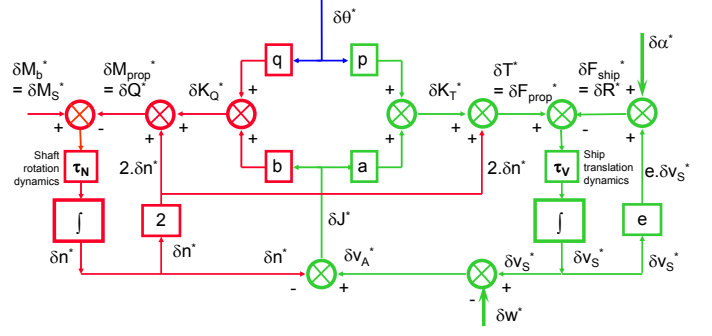 δθ*
q
p
δα*
δM_b*
= δM_S*
δM_prop*
= δQ*
δK_Q*
δK_T*
δT*
= δF_prop*
δF_ship*
= δR*
+
+
+
+
-
+
+
+
+
-
+
-
+
+
+
+
+
+
Shaft
rotation
dynamics
τ_N
2.δn*
b
a
2.δn*
τ_V
Ship
translation
dynamics
e.δv_S*
∫
2
δJ*
∫
e
δn*
δn*
δv_A*
δv_S*
δv_S*
δv_S*
-
+
-
+
δw*